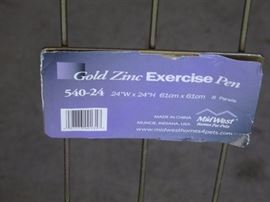 Gold Zinc Exercise Pen
540-24 24"W x 24"H 61cm x 61cm 8 Panels
MADE IN CHINA
MUNCIE, INDIANA, USA
MidWest
Homes For Pets
www.midwesthomes4pets.com